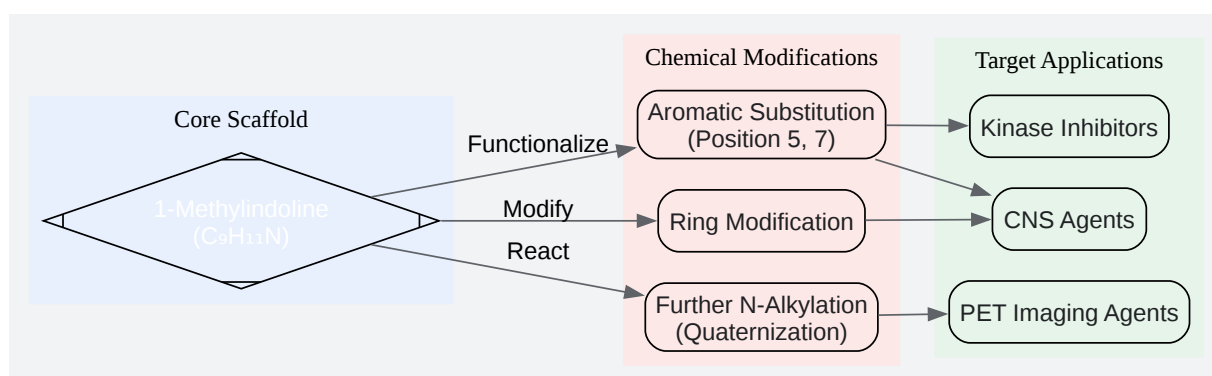 Core Scaffold
1-Methylindoline
(C₉H₁₁N)
Functionalize
Modify
React
Chemical Modifications
Aromatic Substitution
(Position 5, 7)
Ring Modification
Further N-Alkylation
(Quaternization)
Target Applications
Kinase Inhibitors
CNS Agents
PET Imaging Agents